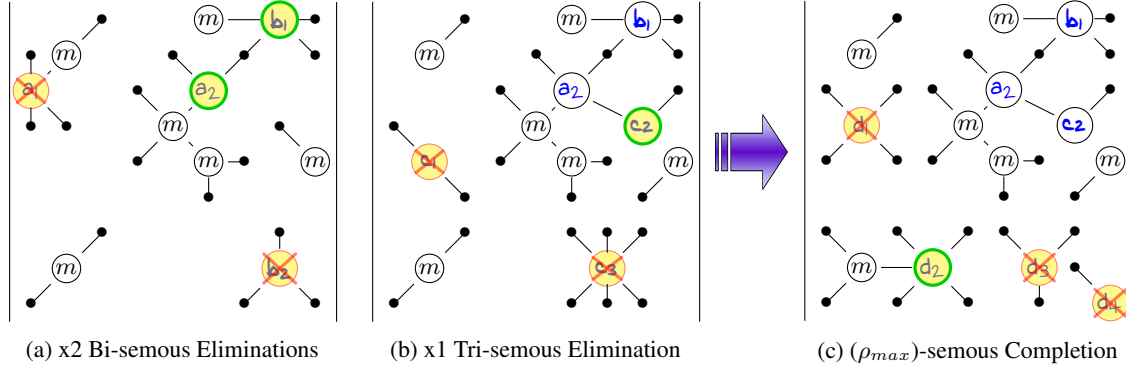 m
m
b₁
a₁
a₂
m
m
m
m
b₂
(a) x2 Bi-semous Eliminations
m
m
b₁
a₂
m
c₂
c₁
m
m
m
c₃
(b) x1 Tri-semous Elimination
m
m
b₁
a₂
d₁
m
c₂
m
m
m
d₂
d₃
d₄
(c) (ρmax)-semous Completion